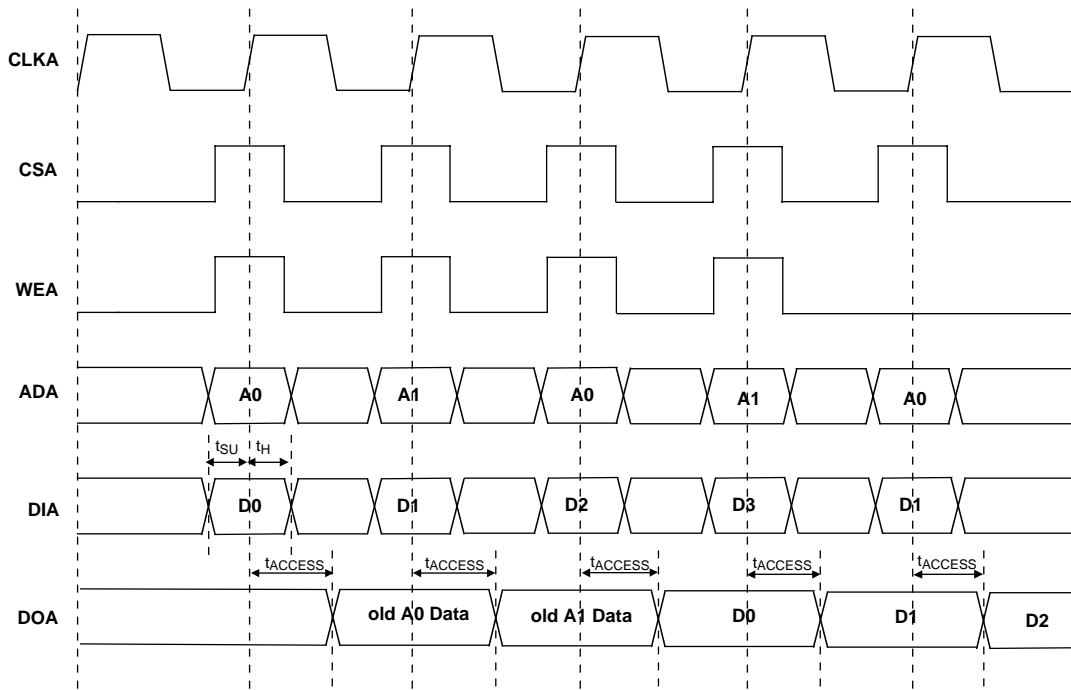 CLKA
CSA
WEA
ADA A0 A1 A0 A1 A0
tSU tH
DIA D0 D1 D2 D3 D1
tACCESS tACCESS tACCESS tACCESS tACCESS
DOA old A0 Data old A1 Data D0 D1 D2